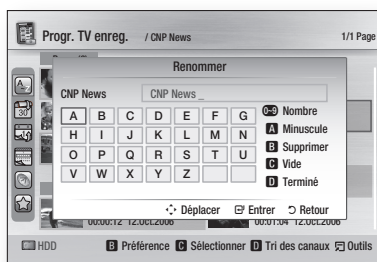 Progr. TV enreg. / CNP News 1/1 Page
Renommer
CNP News CNP News _
A B C D E F G 0~9 Nombre
H I J K L M N A Minuscule
O P Q R S T U B Supprimer
V W X Y Z C Vide
D Terminé
Déplacer Entrer Retour
00:00:12 12.Oct.2006 00:01:04 12.Oct.2006
HDD B Préférence C Sélectionner D Tri des canaux Outils